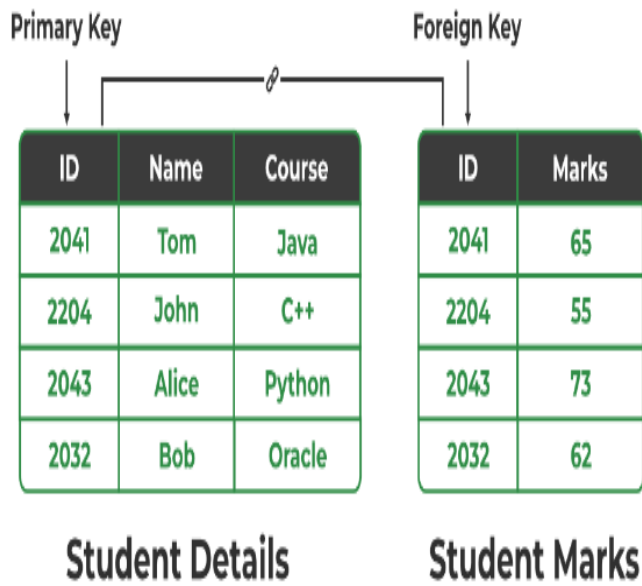 Primary Key Foreign Key
ID Name Course ID Marks
2041 Tom Java 2041 65
2204 John C++ 2204 55
2043 Alice Python 2043 73
2032 Bob Oracle 2032 62
Student Details Student Marks